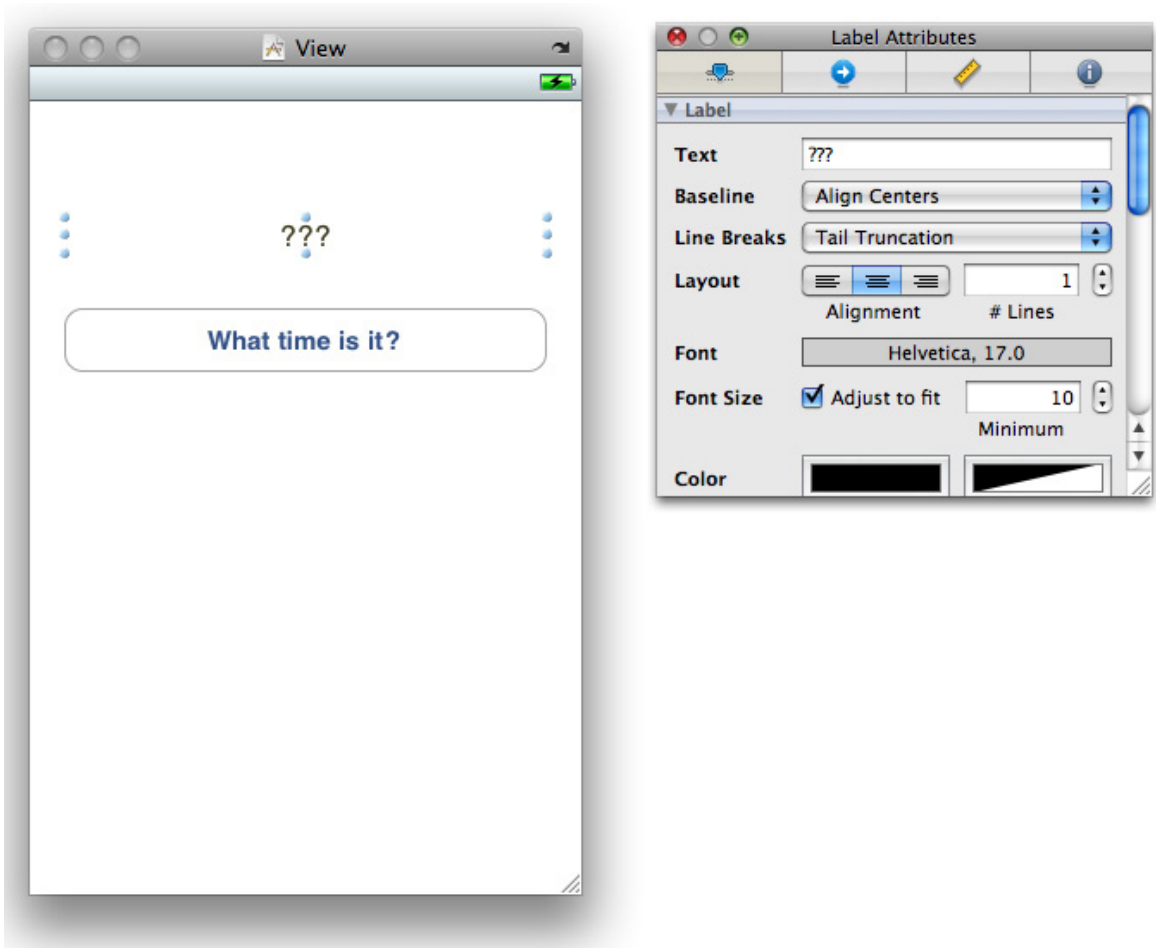 View
???
What time is it?
Label Attributes
Label
Text ???
Baseline Align Centers
Line Breaks Tail Truncation
Layout 1
Alignment # Lines
Font Helvetica, 17.0
Font Size Adjust to fit 10
Minimum
Color